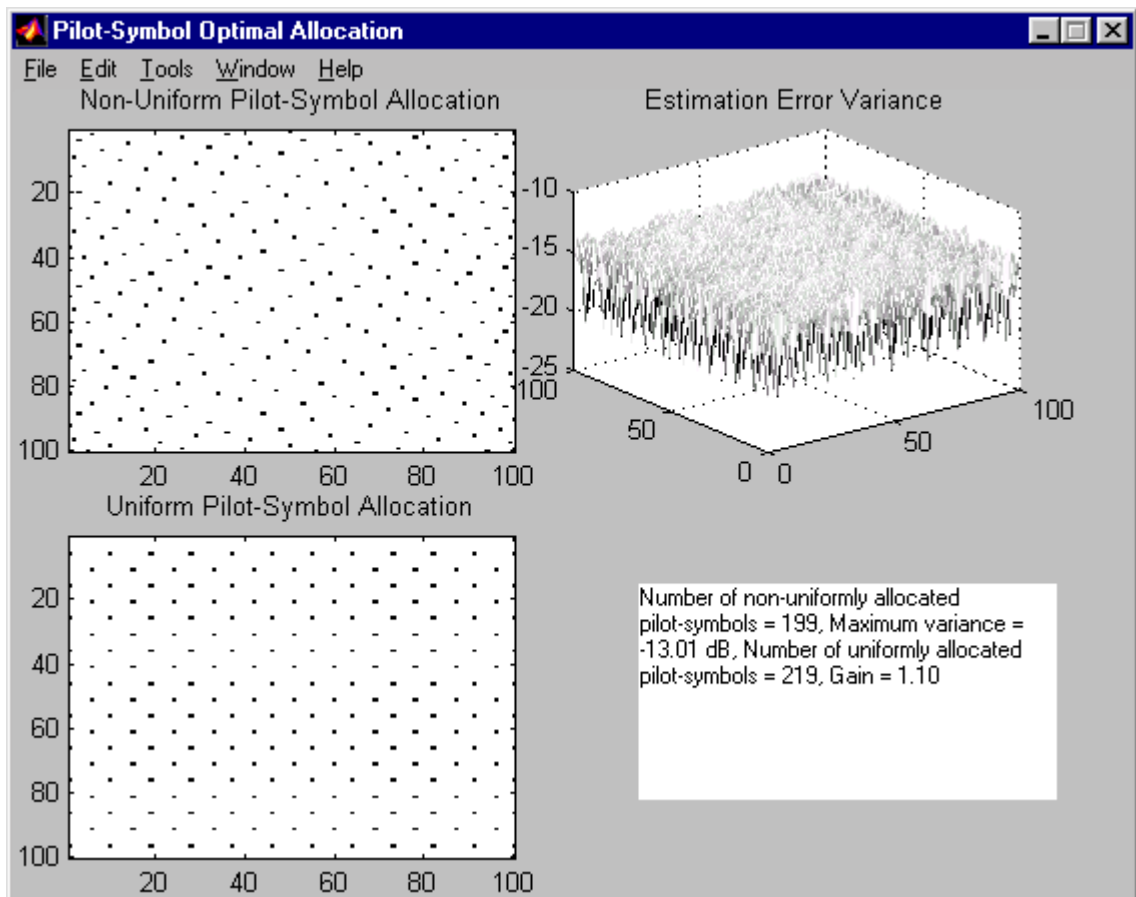 Pilot-Symbol Optimal Allocation
File Edit Tools Window Help
Non-Uniform Pilot-Symbol Allocation
20
40
60
80
100
20 40 60 80 100
Estimation Error Variance
-10
-15
-20
-25
100
50
0
0
50
100
Uniform Pilot-Symbol Allocation
20
40
60
80
100
20 40 60 80 100
Number of non-uniformly allocated
pilot-symbols = 199, Maximum variance =
-13.01 dB, Number of uniformly allocated
pilot-symbols = 219, Gain = 1.10